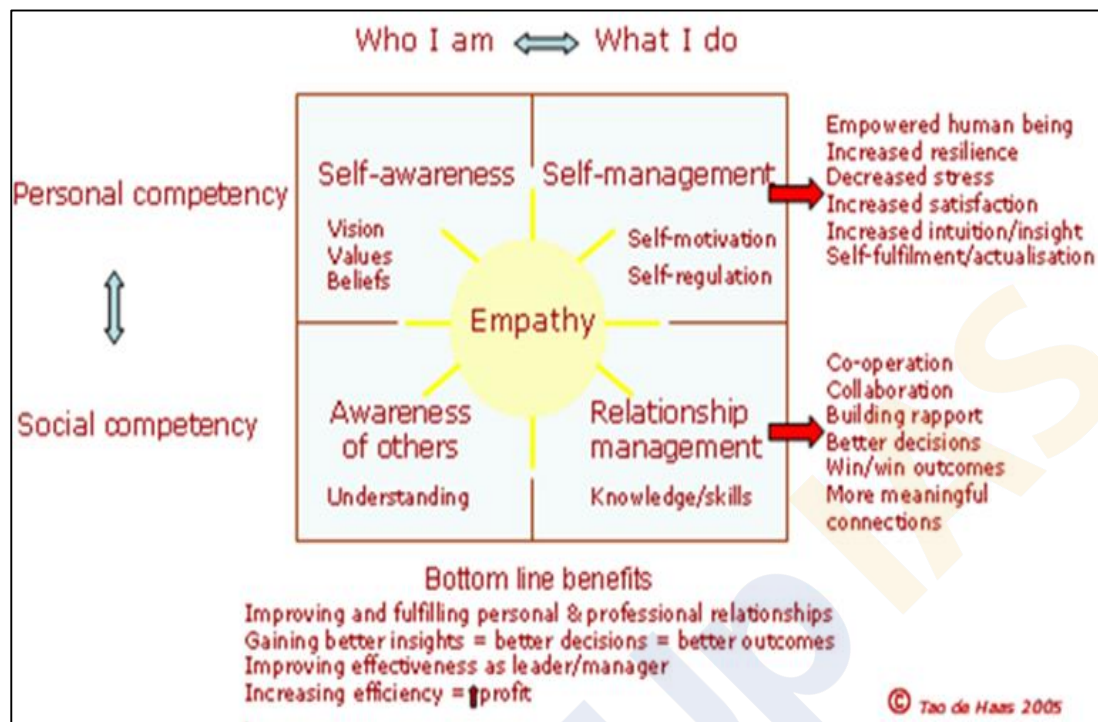 Who I am What I do
Personal competency
Self-awareness
Vision
Values
Beliefs
Self-management
Self-motivation
Self-regulation
Empowered human being
Increased resilience
Decreased stress
Increased satisfaction
Increased intuition/insight
Self-fulfilment/actualisation
Empathy
Social competency
Awareness
of others
Understanding
Relationship
management
Knowledge/skills
Co-operation
Collaboration
Building rapport
Better decisions
Win/win outcomes
More meaningful
connections
Bottom line benefits
Improving and fulfilling personal & professional relationships
Gaining better insights = better decisions = better outcomes
Improving effectiveness as leader/manager
Increasing efficiency = profit
© Tao de Haas 2005
Up IAS